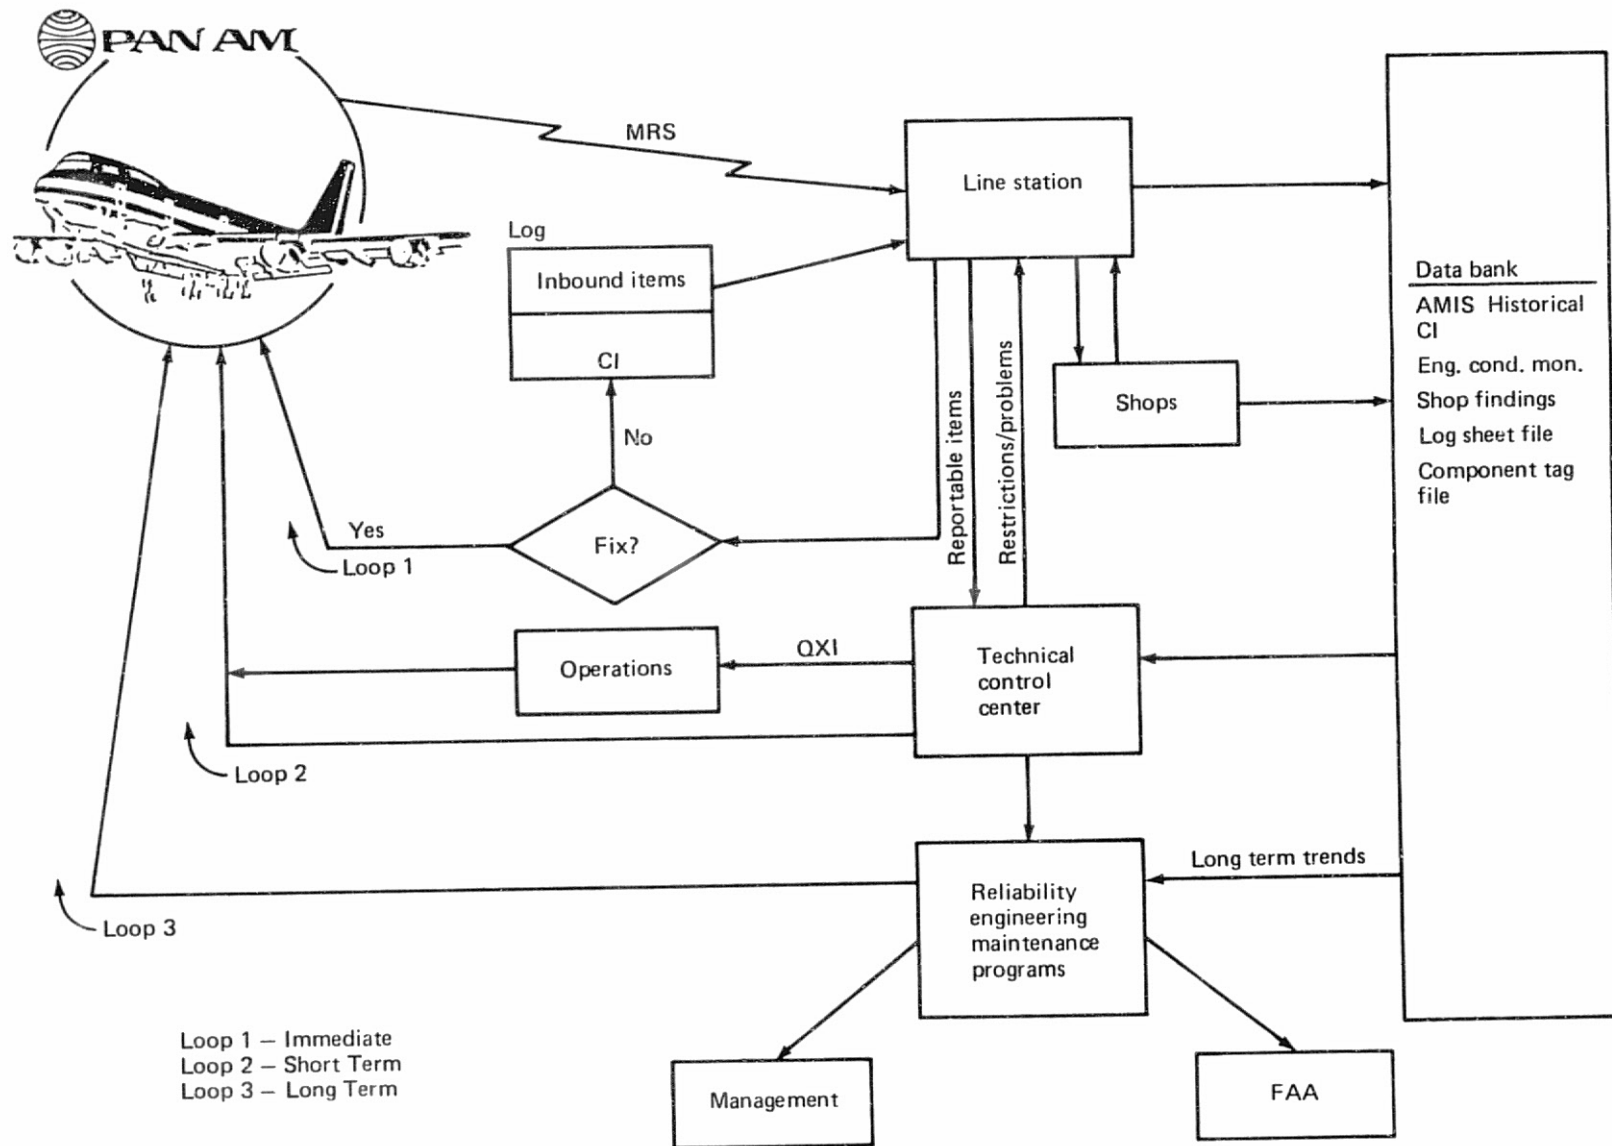 PAN AM
MRS
Line station
Log
Inbound items
CI
No
Fix?
Yes
Loop 1
Reportable items
Restrictions/problems
Shops
Data bank
AMIS Historical
CI
Eng. cond. mon.
Shop findings
Log sheet file
Component tag
file
Operations
QXI
Technical
control
center
Loop 2
Long term trends
Reliability
engineering
maintenance
programs
Loop 3
Loop 1 – Immediate
Loop 2 – Short Term
Loop 3 – Long Term
Management
FAA